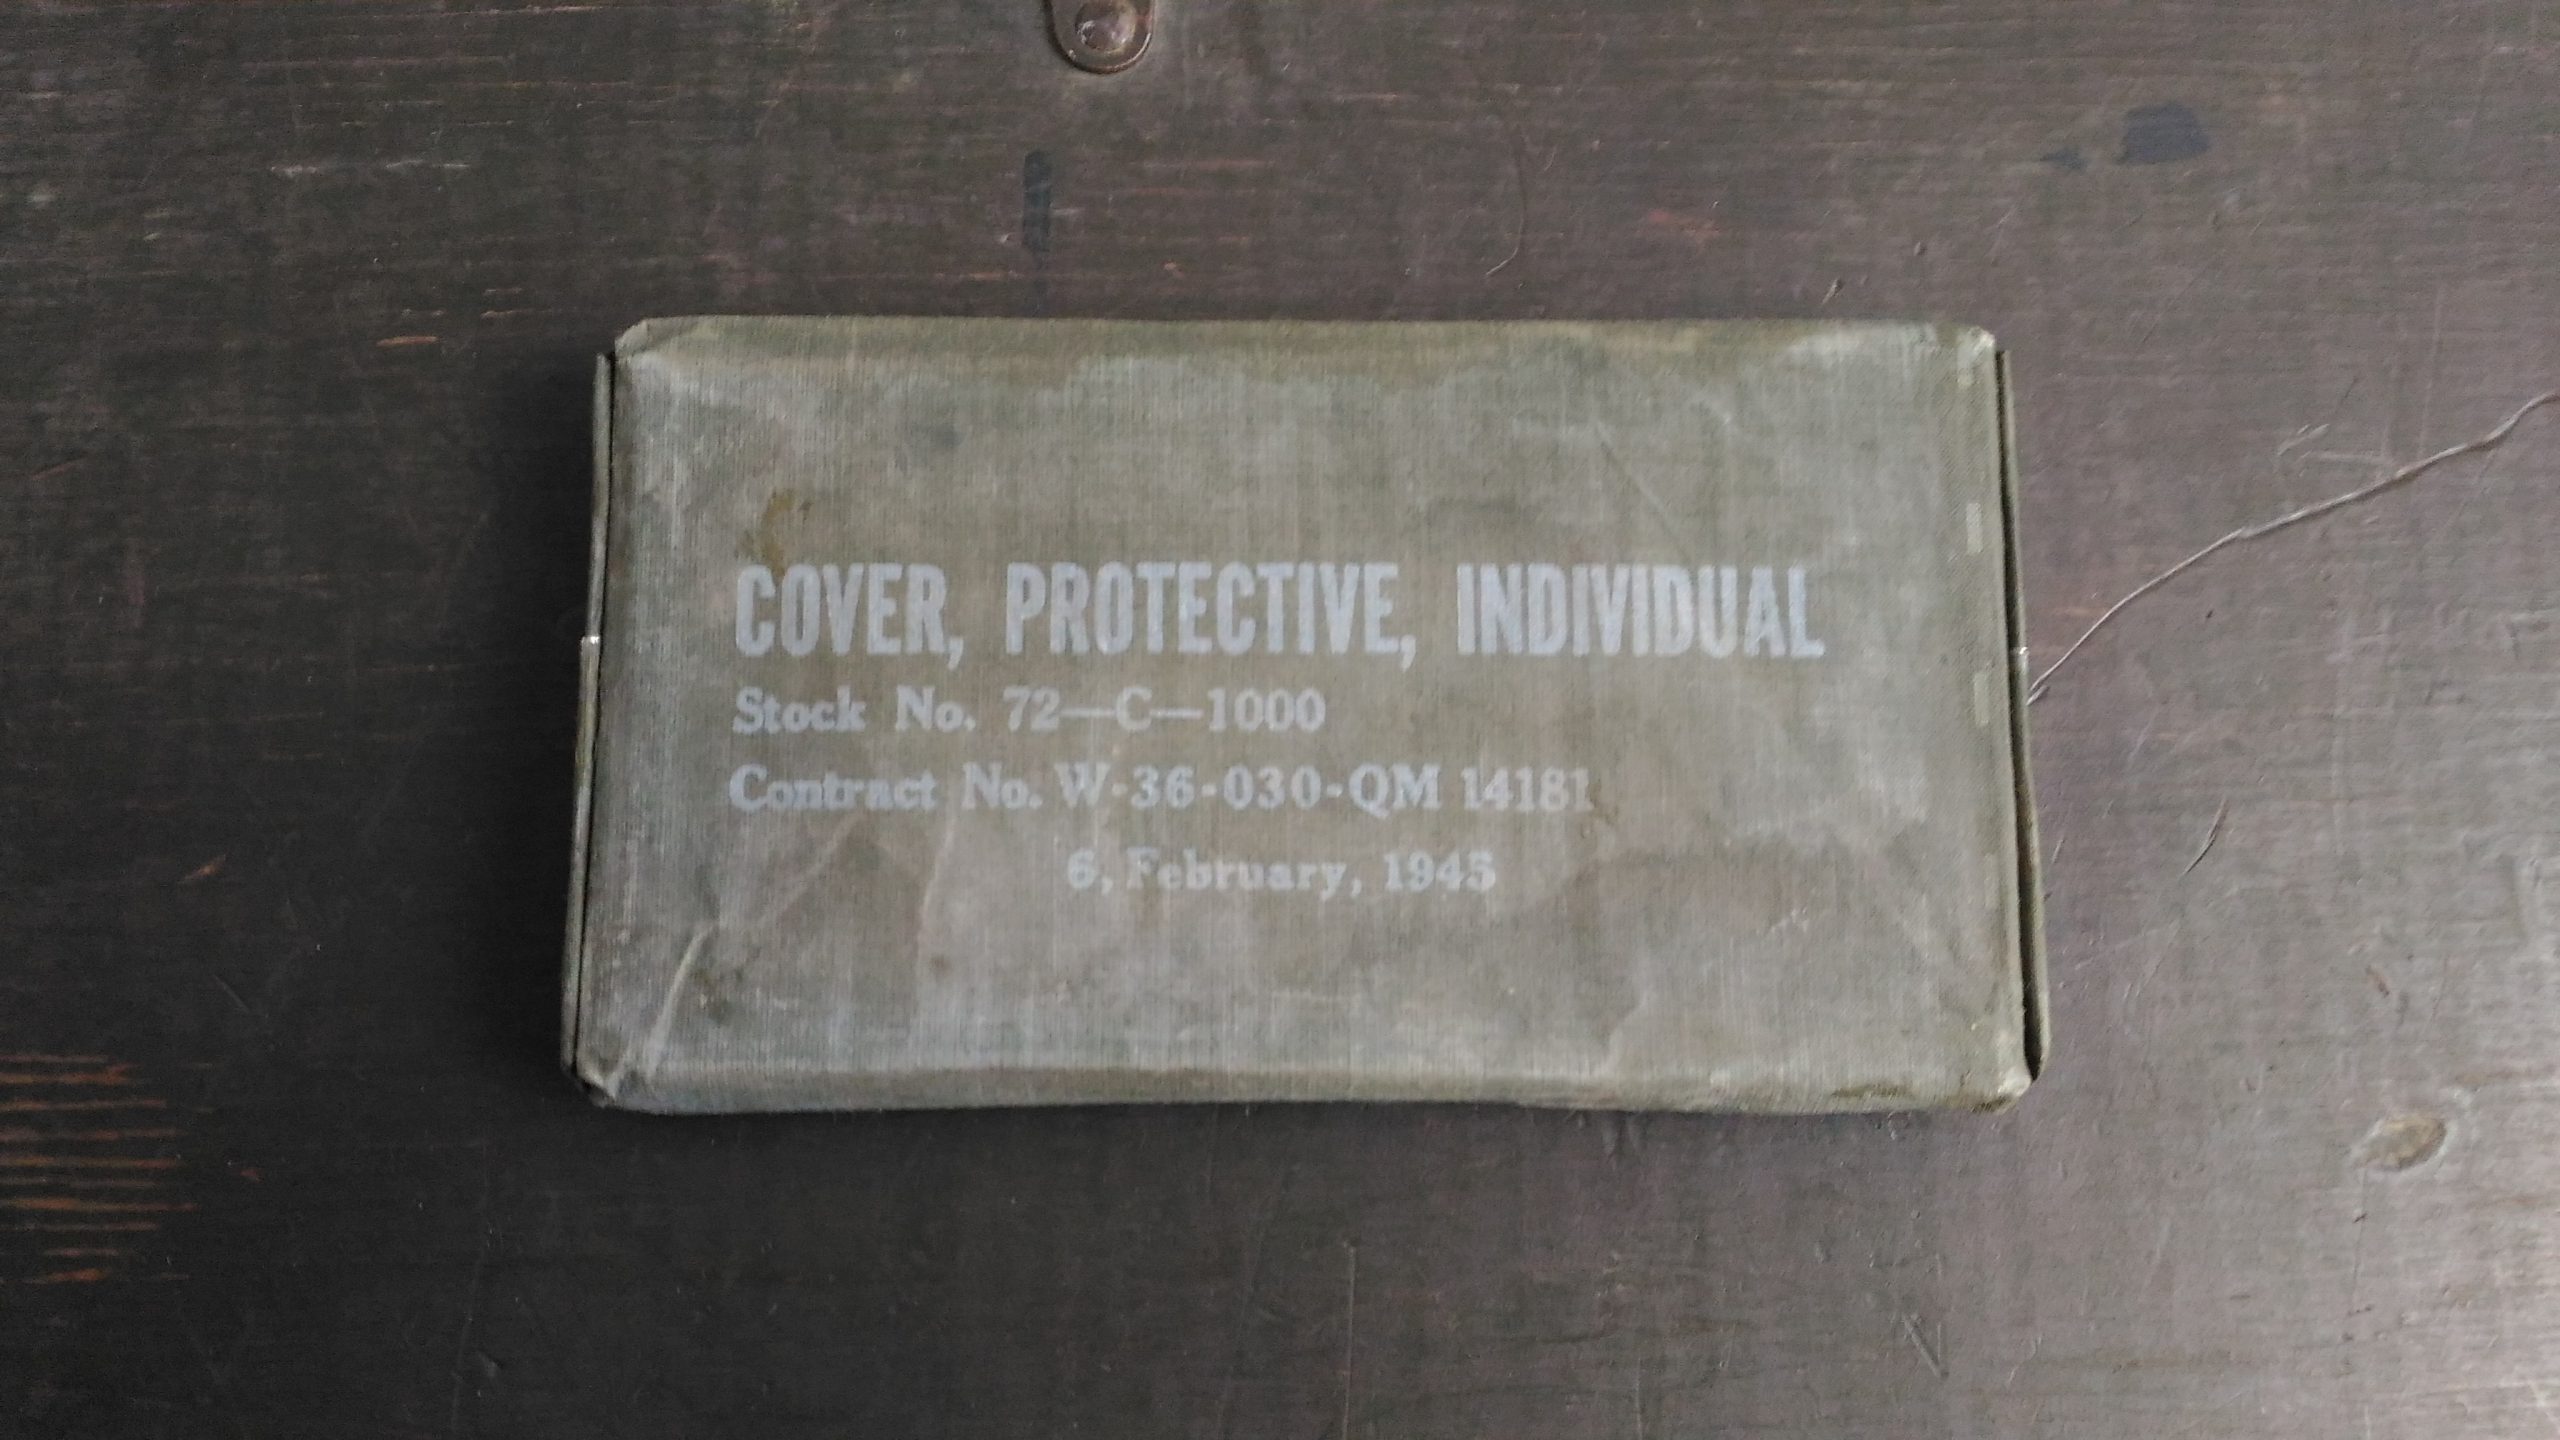 COVER, PROTECTIVE, INDIVIDUAL
Stock No. 72—C—1000
Contract No. W-36-030-QM 14181
6, February, 1945